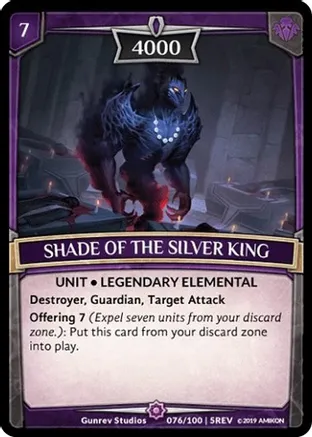 7
4000
SHADE OF THE SILVER KING
UNIT ● LEGENDARY ELEMENTAL
Destroyer, Guardian, Target Attack
Offering 7 (Expel seven units from your discard
zone.): Put this card from your discard zone
into play.
Gunrev Studios 076/100 | 5REV ©2019 AMIKON